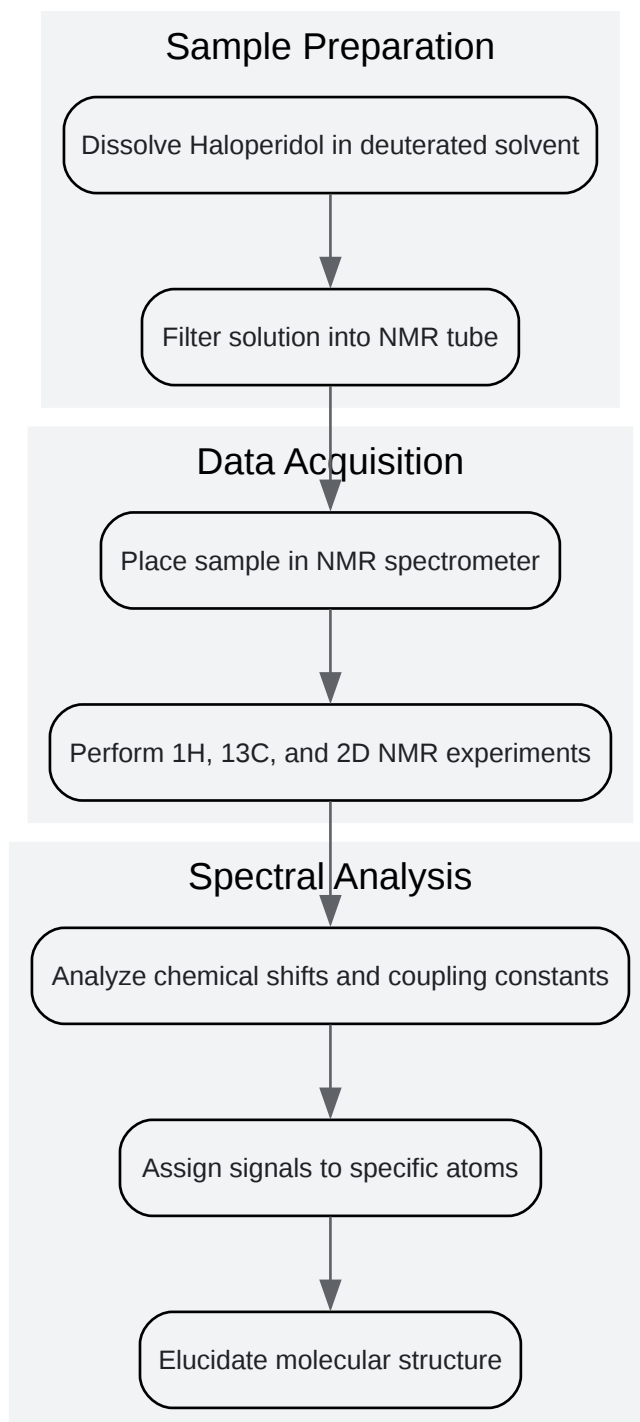 Sample Preparation
Dissolve Haloperidol in deuterated solvent
Filter solution into NMR tube
Data Acquisition
Place sample in NMR spectrometer
Perform 1H, 13C, and 2D NMR experiments
Spectral Analysis
Analyze chemical shifts and coupling constants
Assign signals to specific atoms
Elucidate molecular structure